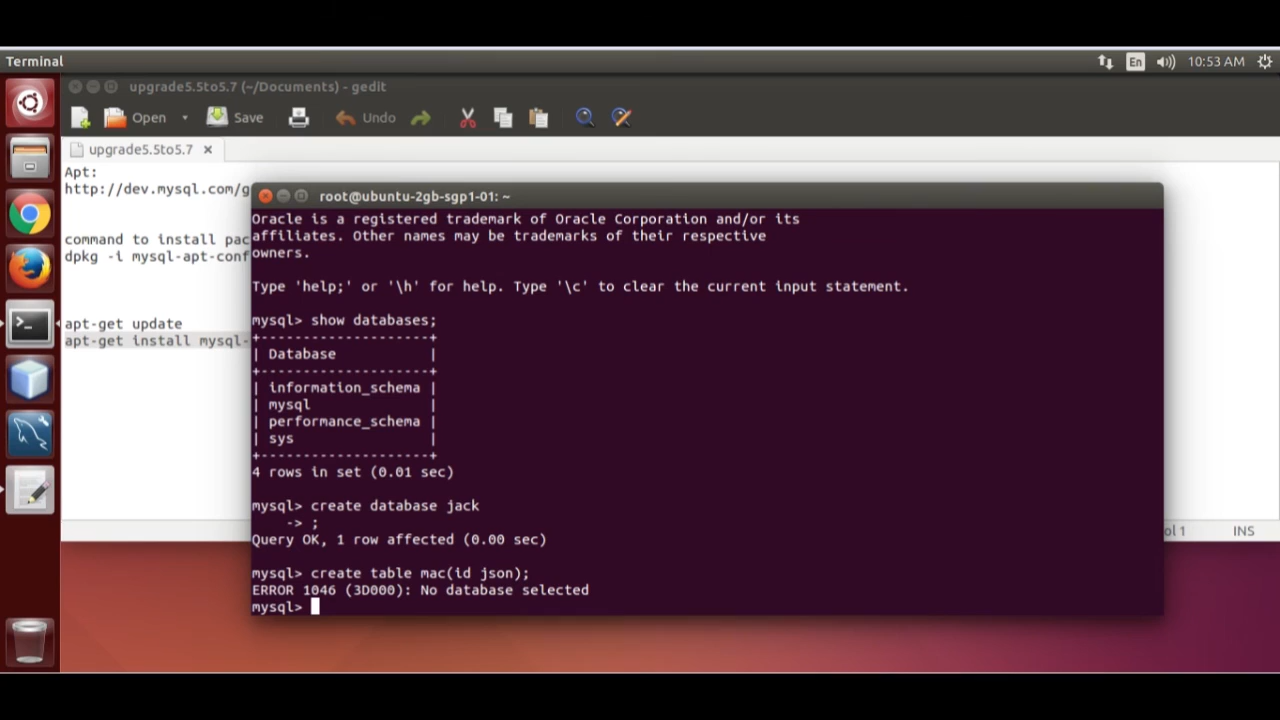 Terminal
En
10:53 AM
upgrade5.5to5.7 (~/Documents) - gedit
Open
Save
Undo
upgrade5.5to5.7 ×
Apt:
http://dev.mysql.com/g
command to install pac
dpkg -i mysql-apt-conf
apt-get update
apt-get install mysql-
root@ubuntu-2gb-sgp1-01: ~
Oracle is a registered trademark of Oracle Corporation and/or its
affiliates. Other names may be trademarks of their respective
owners.
Type 'help;' or '\h' for help. Type '\c' to clear the current input statement.
mysql> show databases;
+--------------------+
| Database           |
+--------------------+
| information_schema |
| mysql              |
| performance_schema |
| sys                |
+--------------------+
4 rows in set (0.01 sec)
mysql> create database jack
    -> ;
Query OK, 1 row affected (0.00 sec)
mysql> create table mac(id json);
ERROR 1046 (3D000): No database selected
mysql>
ol 1
INS